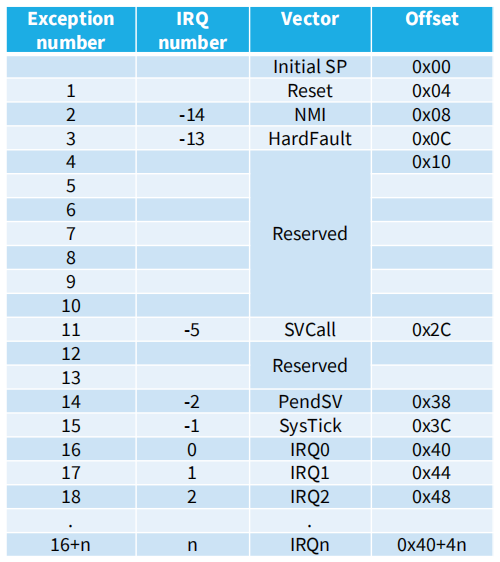 Exception number IRQ number Vector Offset
Initial SP 0x00
1 Reset 0x04
2 -14 NMI 0x08
3 -13 HardFault 0x0C
4 0x10
5
6
7 Reserved
8
9
10
11 -5 SVCall 0x2C
12 Reserved
13
14 -2 PendSV 0x38
15 -1 SysTick 0x3C
16 0 IRQ0 0x40
17 1 IRQ1 0x44
18 2 IRQ2 0x48
. .
16+n n IRQn 0x40+4n